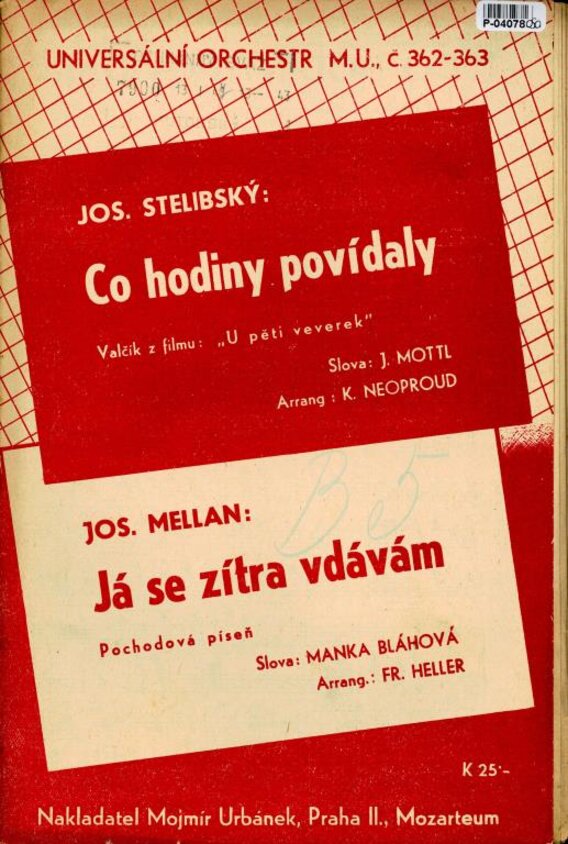 P-04078
UNIVERSÁLNÍ ORCHESTR M.U., Č. 362-363
JOS. STELIBSKÝ:
Co hodiny povídaly
Valčík z filmu: „U pěti veverek"
Slova: J. MOTTL
Arrang : K. NEOPROUD
B5
JOS. MELLAN:
Já se zítra vdávám
Pochodová píseň
Slova: MANKA BLÁHOVÁ
Arrang.: FR. HELLER
K 25·-
Nakladatel Mojmír Urbánek, Praha II., Mozarteum